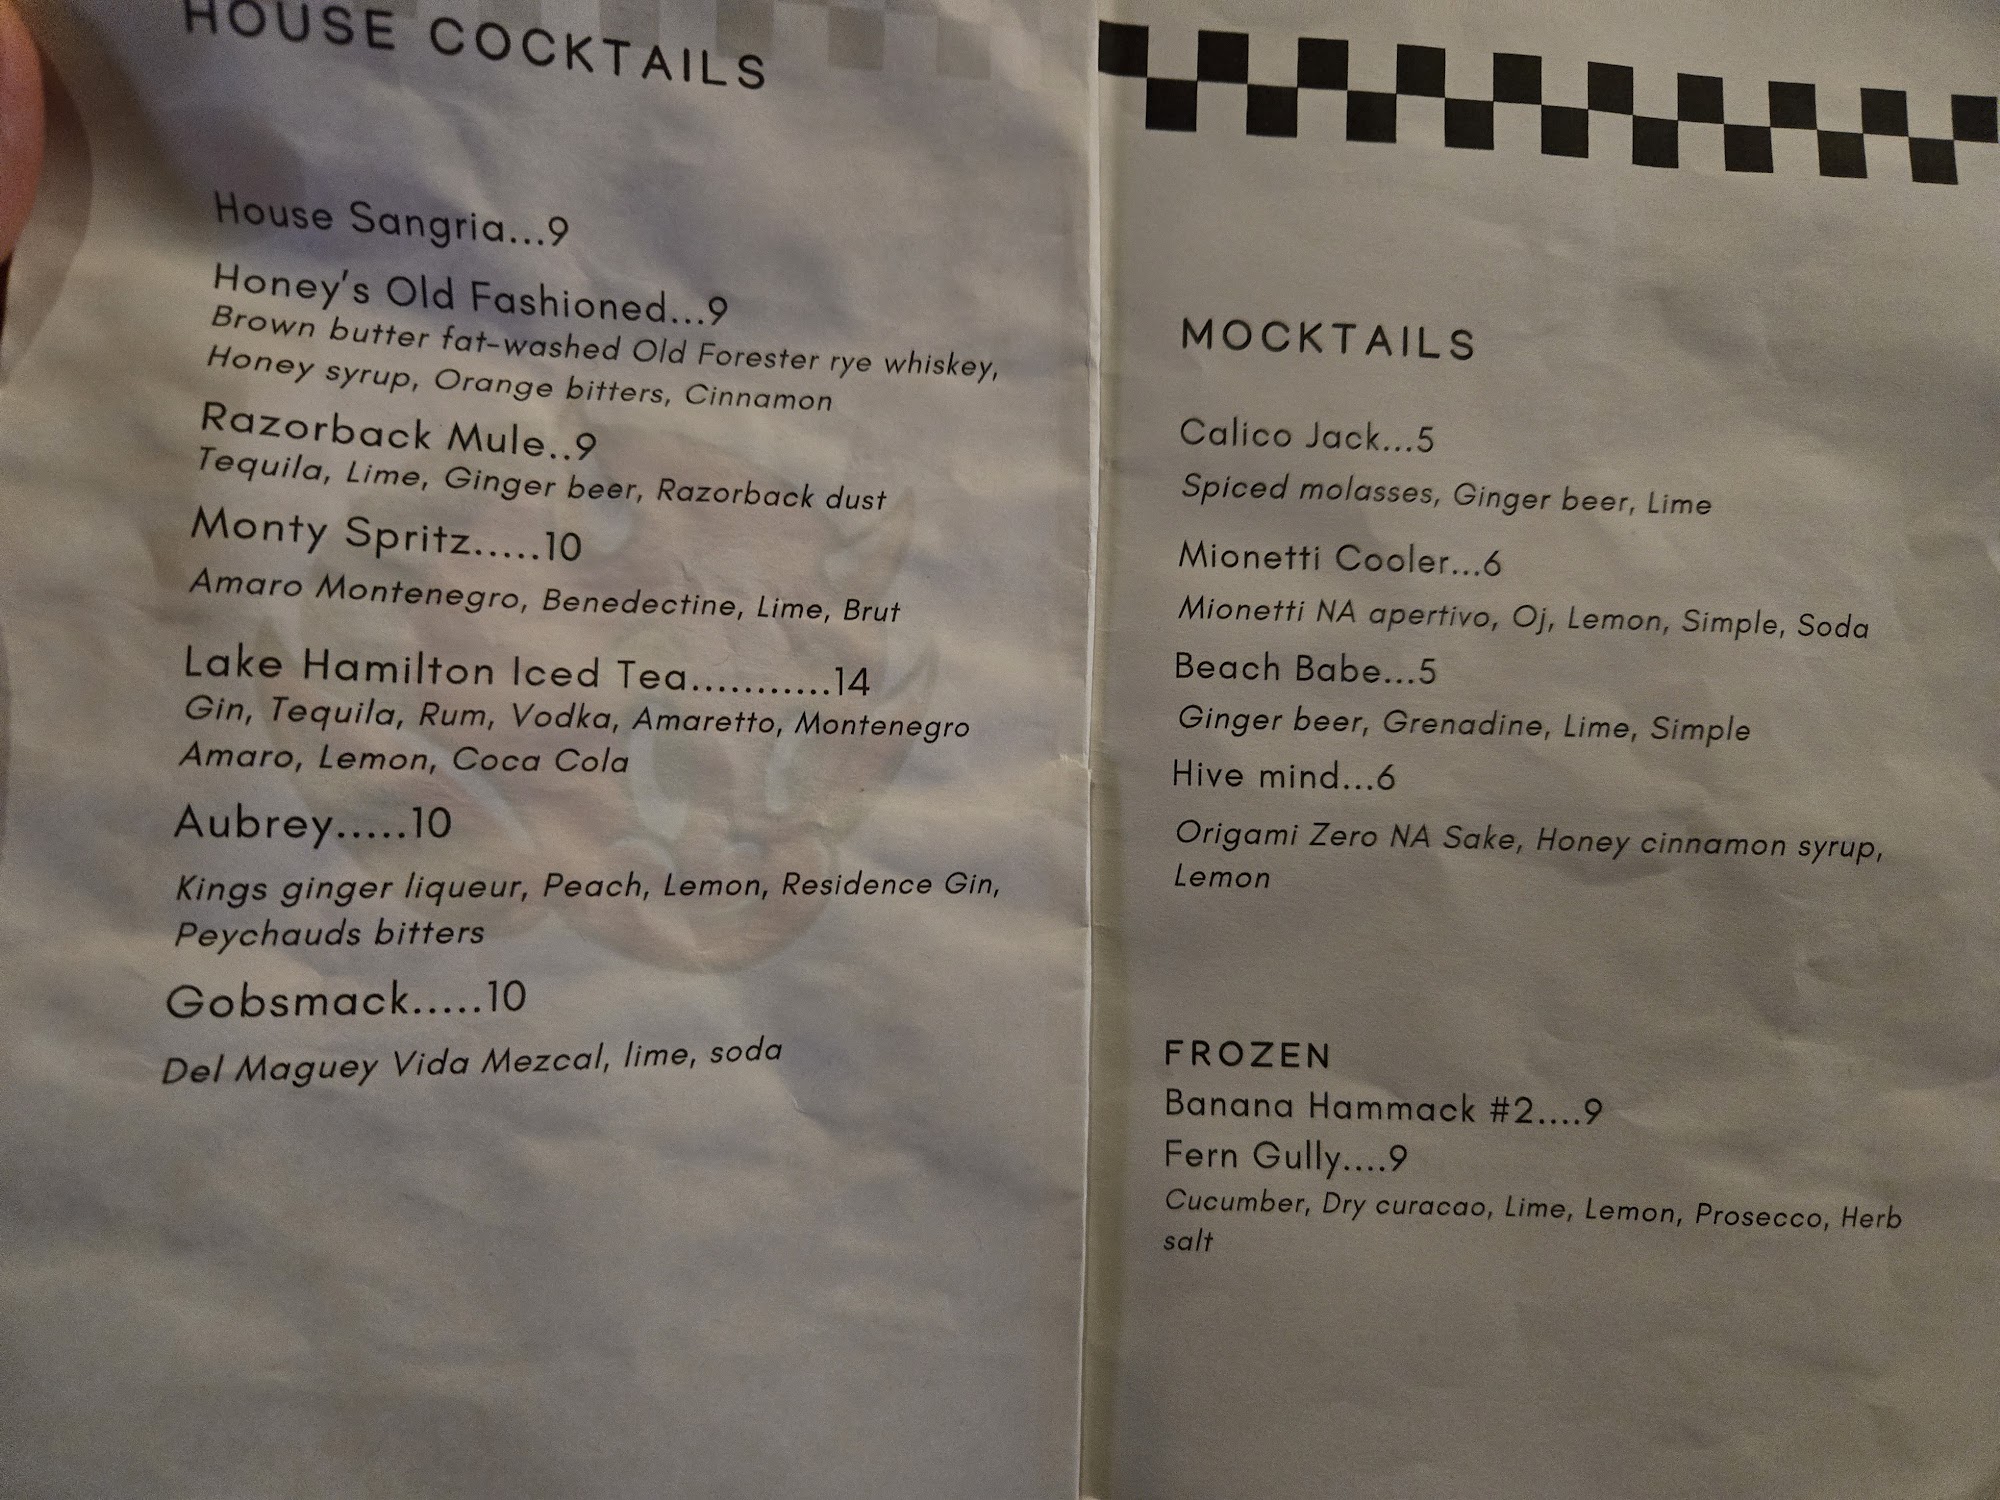 HOUSE COCKTAILS
House Sangria...9
Honey's Old Fashioned...9
Brown butter fat-washed Old Forester rye whiskey,
Honey syrup, Orange bitters, Cinnamon
Razorback Mule..9
Tequila, Lime, Ginger beer, Razorback dust
Monty Spritz.....10
Amaro Montenegro, Benedectine, Lime, Brut
Lake Hamilton Iced Tea...........14
Gin, Tequila, Rum, Vodka, Amaretto, Montenegro
Amaro, Lemon, Coca Cola
Aubrey.....10
Kings ginger liqueur, Peach, Lemon, Residence Gin,
Peychauds bitters
Gobsmack.....10
Del Maguey Vida Mezcal, lime, soda
MOCKTAILS
Calico Jack...5
Spiced molasses, Ginger beer, Lime
Mionetti Cooler...6
Mionetti NA apertivo, Oj, Lemon, Simple, Soda
Beach Babe...5
Ginger beer, Grenadine, Lime, Simple
Hive mind...6
Origami Zero NA Sake, Honey cinnamon syrup,
Lemon
FROZEN
Banana Hammack #2....9
Fern Gully....9
Cucumber, Dry curacao, Lime, Lemon, Prosecco, Herb
salt